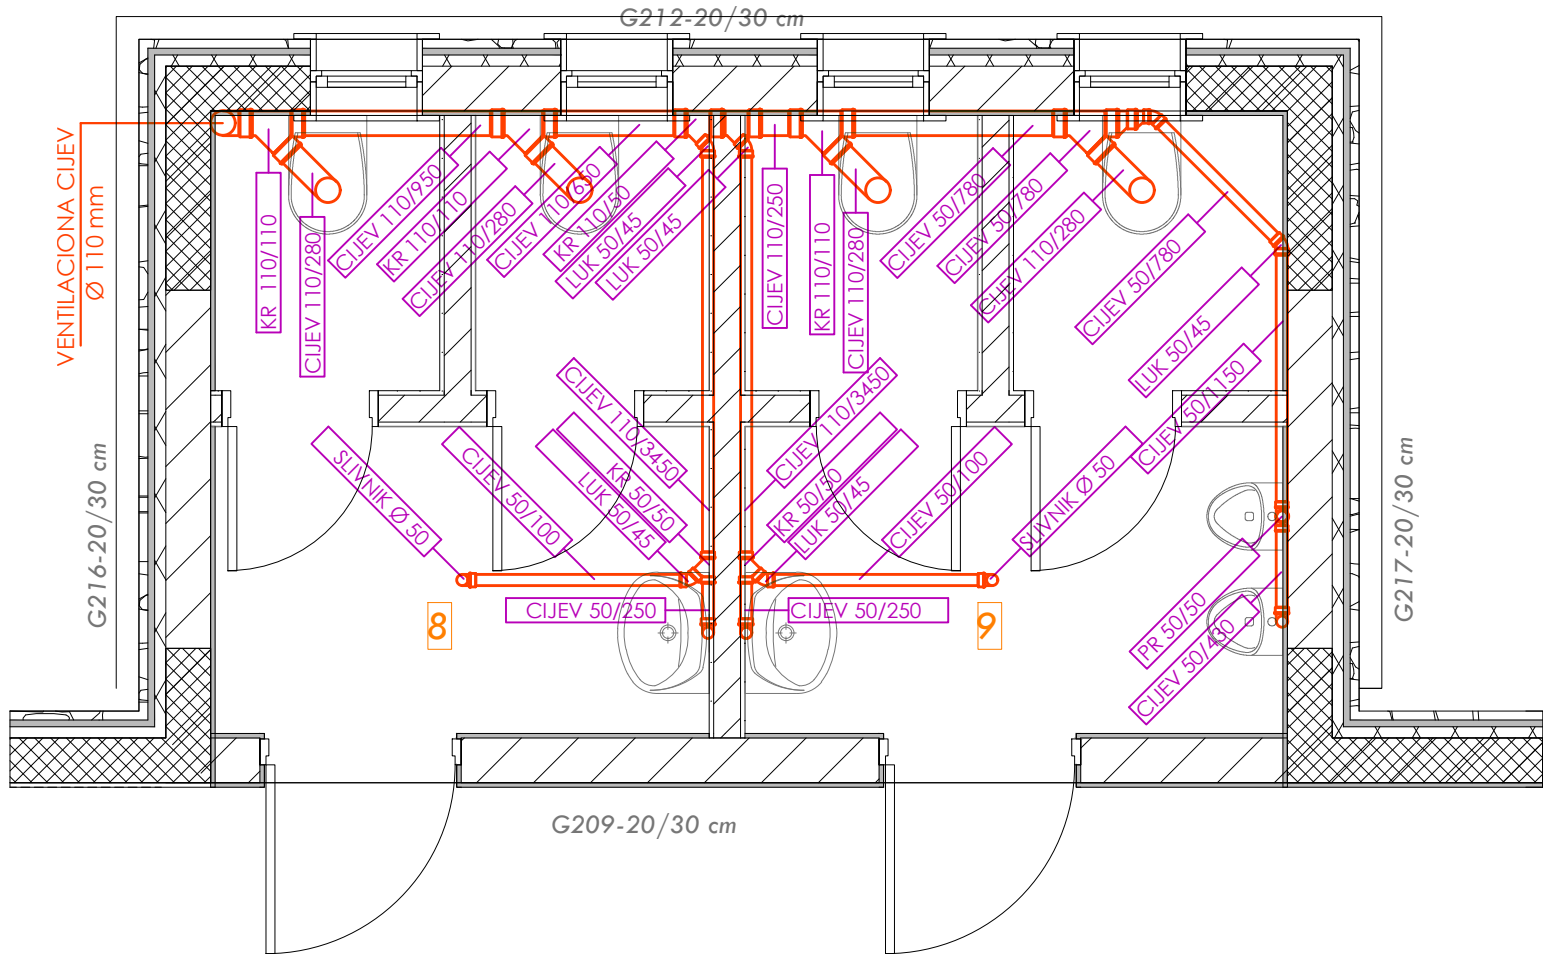 G212-20/30 cm
VENTILACIONA CIJEV
Ø 110 mm
KR 110/110
CIJEV 110/280
CIJEV 110/950
KR 110/110
CIJEV 110/280
CIJEV 110/650
KR 110/50
LUK 50/45
LUK 50/45
CIJEV 110/250
KR 110/110
CIJEV 110/280
CIJEV 50/780
CIJEV 50/780
CIJEV 110/280
CIJEV 50/780
LUK 50/45
CIJEV 50/1150
G216-20/30 cm
SLIVNIK Ø 50
CIJEV 50/100
CIJEV 110/3450
KR 50/50
LUK 50/45
CIJEV 110/3450
KR 50/50
LUK 50/45
CIJEV 50/100
SLIVNIK Ø 50
G217-20/30 cm
8
CIJEV 50/250
CIJEV 50/250
9
PR 50/50
CIJEV 50/430
G209-20/30 cm